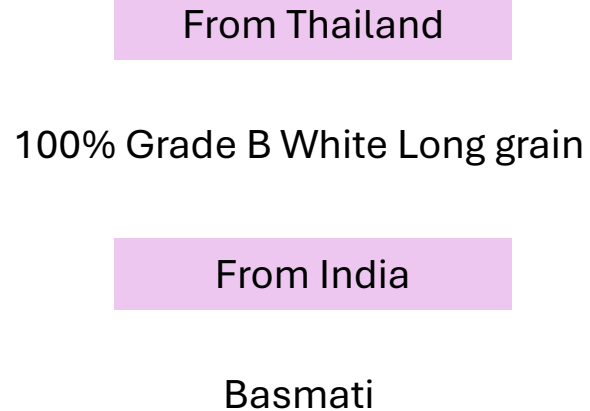 From Thailand
100% Grade B White Long grain
From India
Basmati